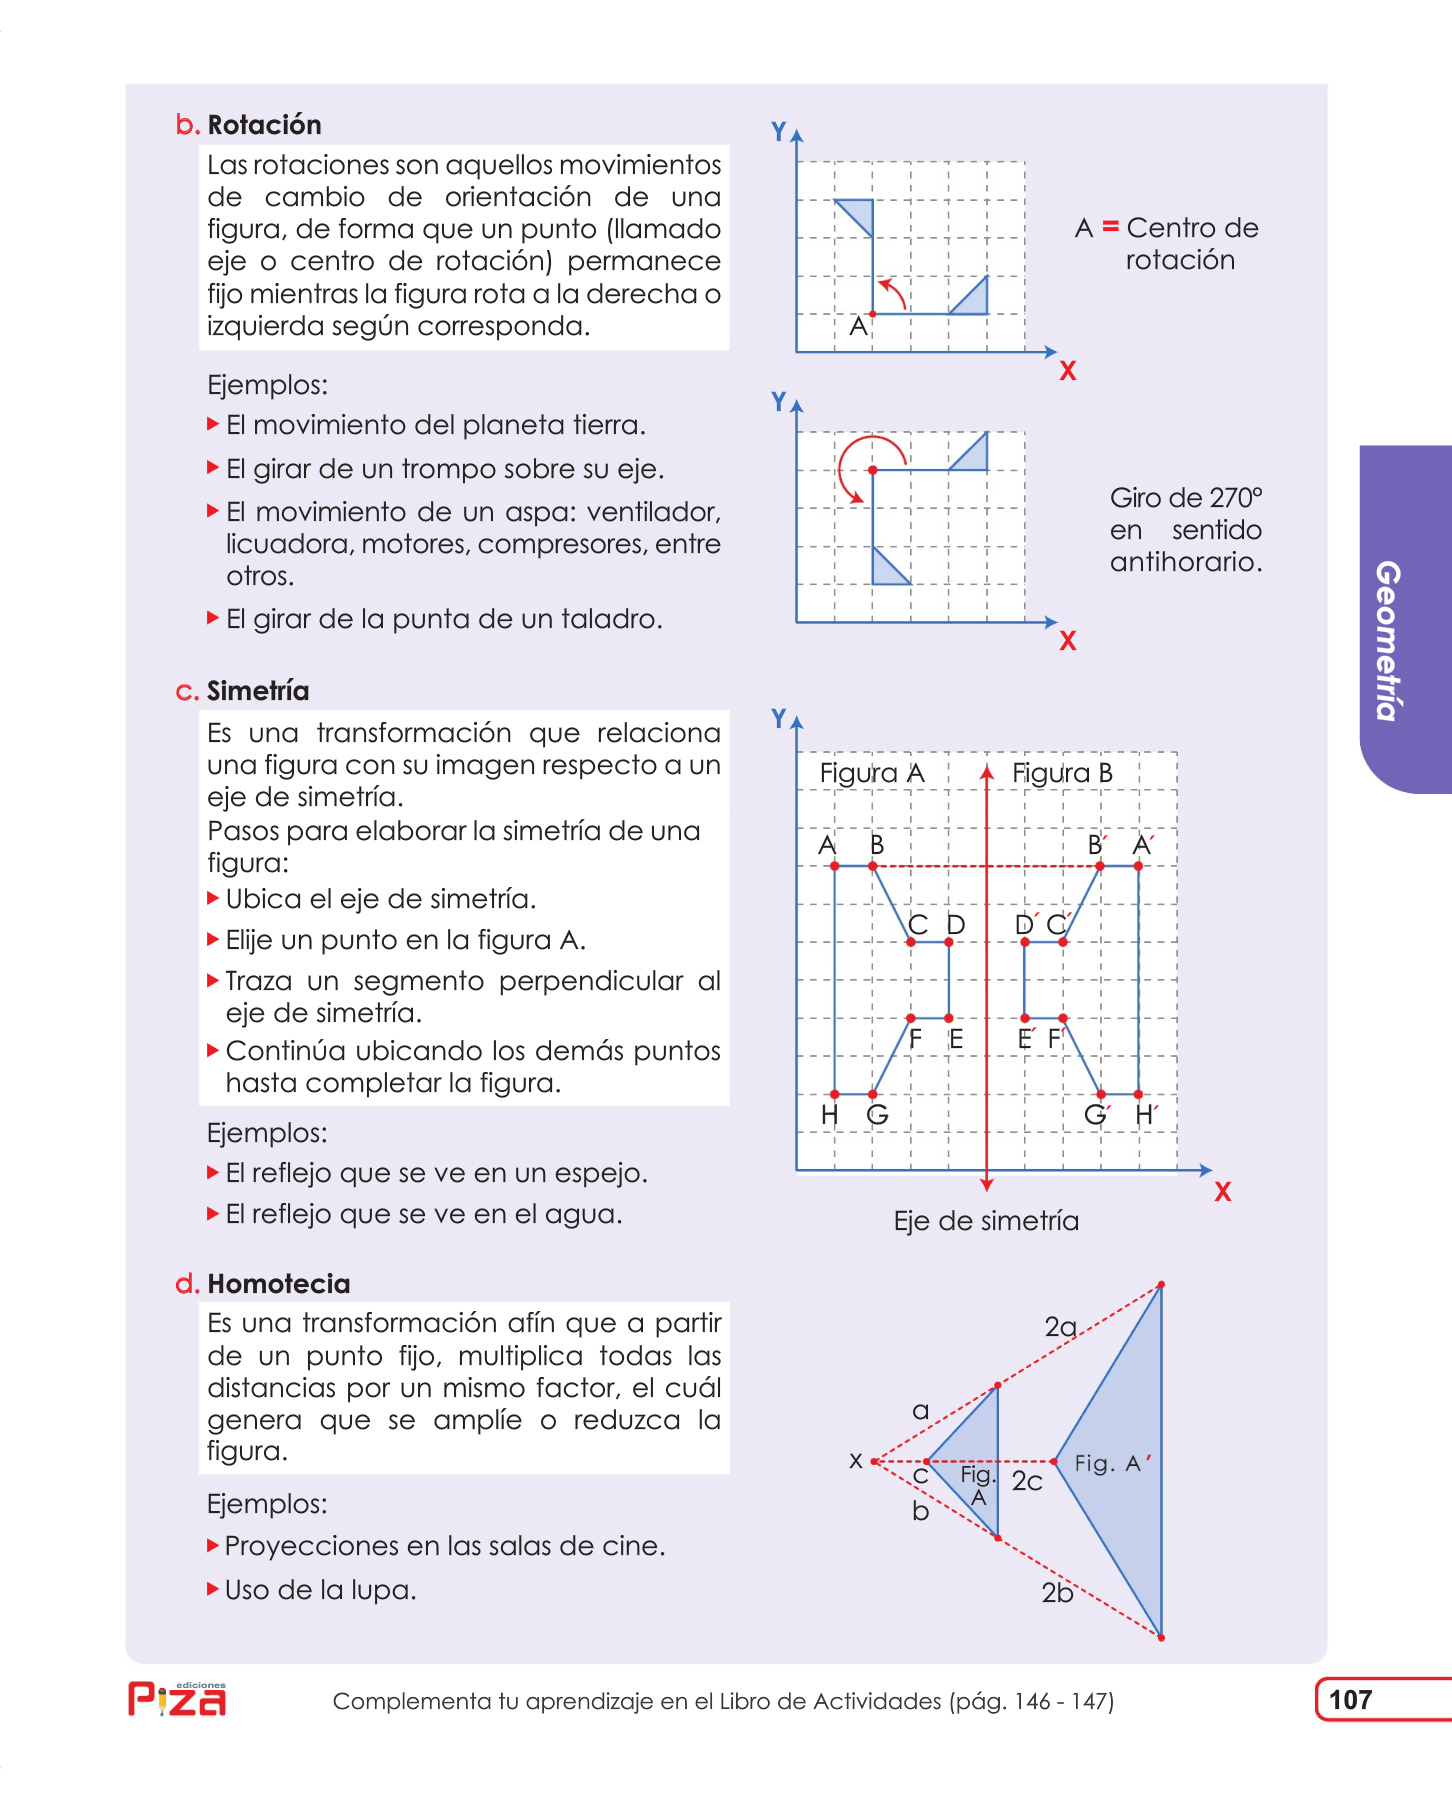 b. Rotación
Las rotaciones son aquellos movimientos
de cambio de orientación de una
figura, de forma que un punto (llamado
eje o centro de rotación) permanece
fijo mientras la figura rota a la derecha o
izquierda según corresponda.
Ejemplos:
El movimiento del planeta tierra.
El girar de un trompo sobre su eje.
El movimiento de un aspa: ventilador,
licuadora, motores, compresores, entre
otros.
El girar de la punta de un taladro.
Y
A
X
A = Centro de
rotación
Y
X
Giro de 270°
en sentido
antihorario.
Geometría
c. Simetría
Es una transformación que relaciona
una figura con su imagen respecto a un
eje de simetría.
Pasos para elaborar la simetría de una
figura:
Ubica el eje de simetría.
Elije un punto en la figura A.
Traza un segmento perpendicular al
eje de simetría.
Continúa ubicando los demás puntos
hasta completar la figura.
Ejemplos:
El reflejo que se ve en un espejo.
El reflejo que se ve en el agua.
Y
Figura A Figura B
A B B´ A´
C D D´ C´
F E E´ F´
H G G´ H´
X
Eje de simetría
d. Homotecia
Es una transformación afín que a partir
de un punto fijo, multiplica todas las
distancias por un mismo factor, el cuál
genera que se amplíe o reduzca la
figura.
Ejemplos:
Proyecciones en las salas de cine.
Uso de la lupa.
2a
a
x
c
Fig.
A
2c
Fig. A´
b
2b
ediciones
Piza
Complementa tu aprendizaje en el Libro de Actividades (pág. 146 - 147)
107